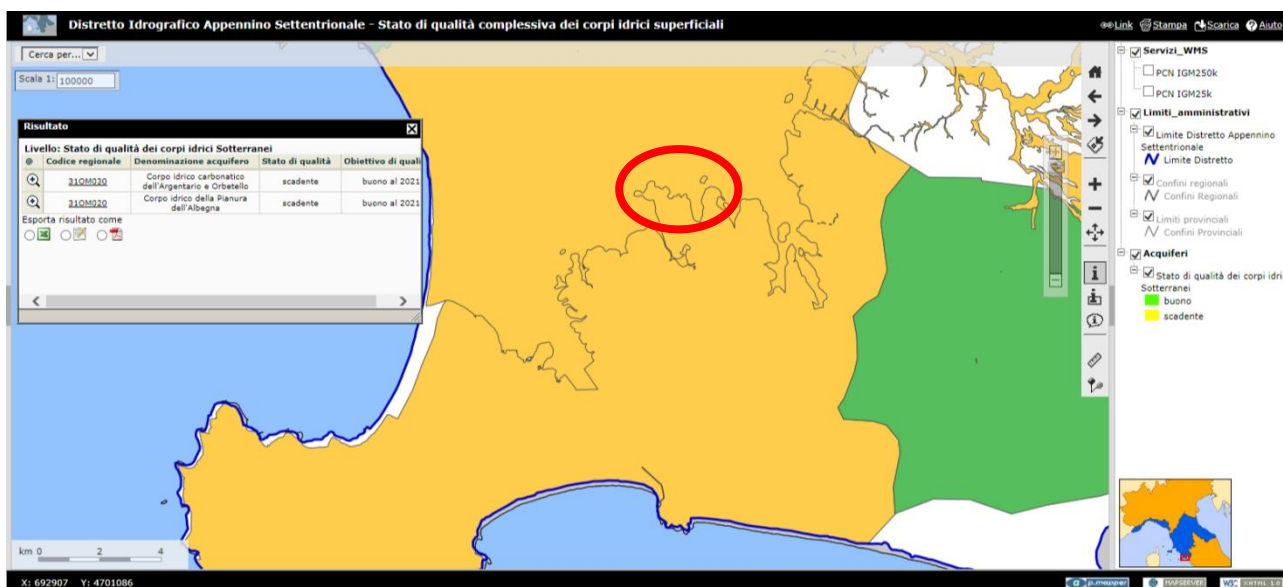 Distretto Idrografico Appennino Settentrionale - Stato di qualità complessiva dei corpi idrici superficiali
Link Stampa Scarica Aiuto
Cerca per...
Scala 1: 100000
Risultato
Livello: Stato di qualità dei corpi idrici Sotterranei
@ Codice regionale Denominazione acquifero Stato di qualità Obiettivo di quali
31OM020 Corpo idrico carbonatico dell'Argentario e Orbetello scadente buono al 2021
31OM020 Corpo idrico della Pianura dell'Albegna scadente buono al 2021
Esporta risultato come
km 0 2 4
X: 692907 Y: 4701086
Servizi_WMS
PCN IGM250k
PCN IGM25k
Limiti_amministrativi
Limite Distretto Appennino
Settentrionale
Limite Distretto
Confini regionali
Confini Regionali
Limiti provinciali
Confini Provinciali
Acquiferi
Stato di qualità dei corpi idri
Sotterranei
buono
scadente
p.mapper MAPSERVER W3C XHTML 1.0